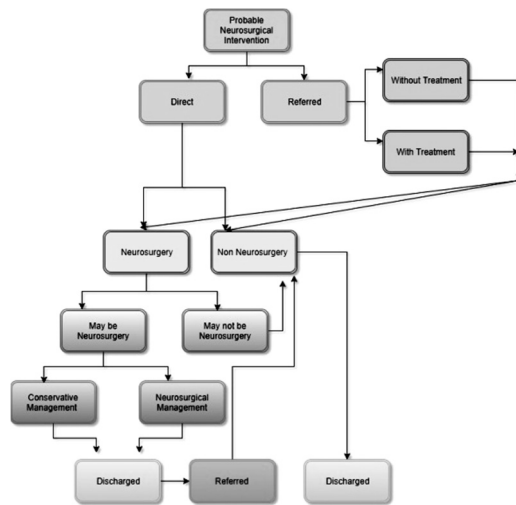 Probable
Neurosurgical
Intervention
Direct
Referred
Without Treatment
With Treatment
Neurosurgery
Non Neurosurgery
May be
Neurosurgery
May not be
Neurosurgery
Conservative
Management
Neurosurgical
Management
Discharged
Referred
Discharged